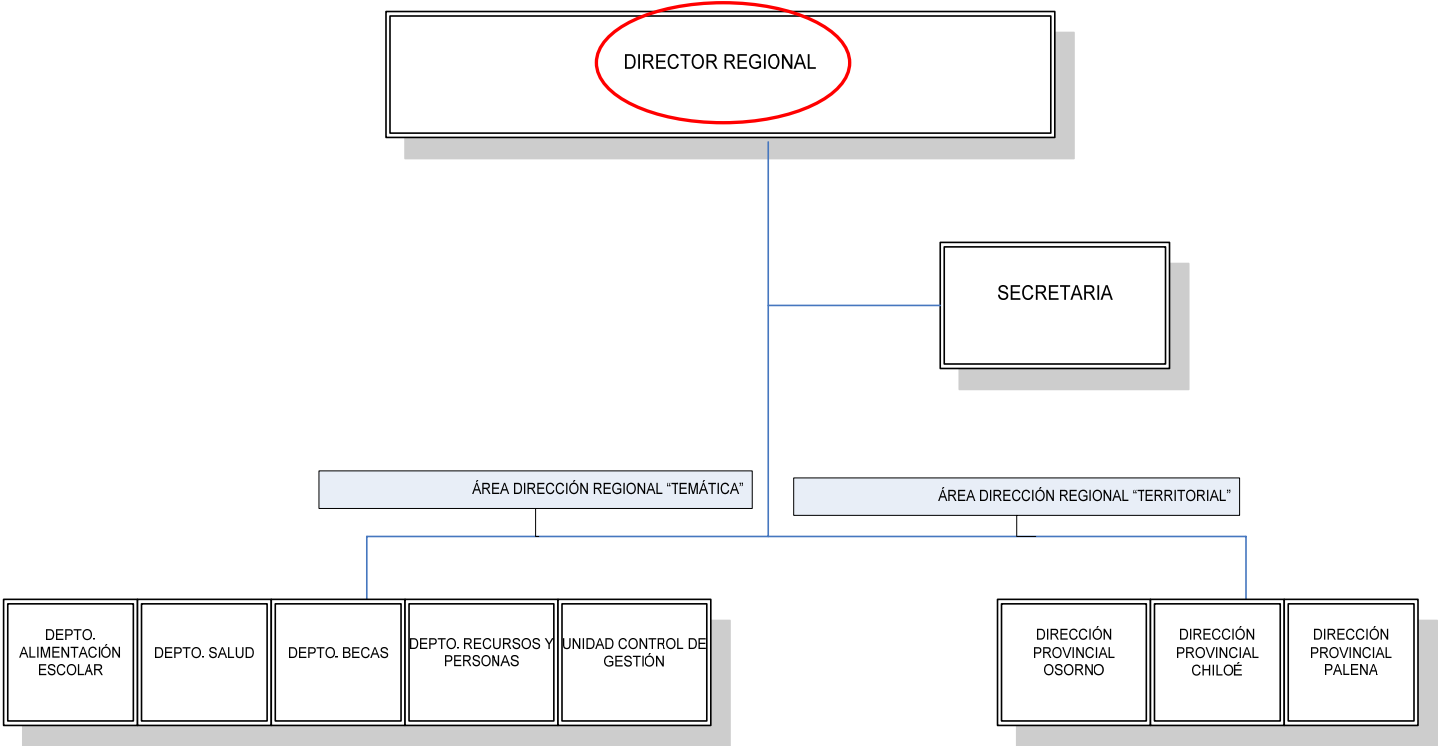 DIRECTOR REGIONAL
SECRETARIA
ÁREA DIRECCIÓN REGIONAL “TEMÁTICA”
ÁREA DIRECCIÓN REGIONAL “TERRITORIAL”
DEPTO.
ALIMENTACIÓN
ESCOLAR
DEPTO. SALUD
DEPTO. BECAS
DEPTO. RECURSOS Y
PERSONAS
UNIDAD CONTROL DE
GESTIÓN
DIRECCIÓN
PROVINCIAL
OSORNO
DIRECCIÓN
PROVINCIAL
CHILOÉ
DIRECCIÓN
PROVINCIAL
PALENA